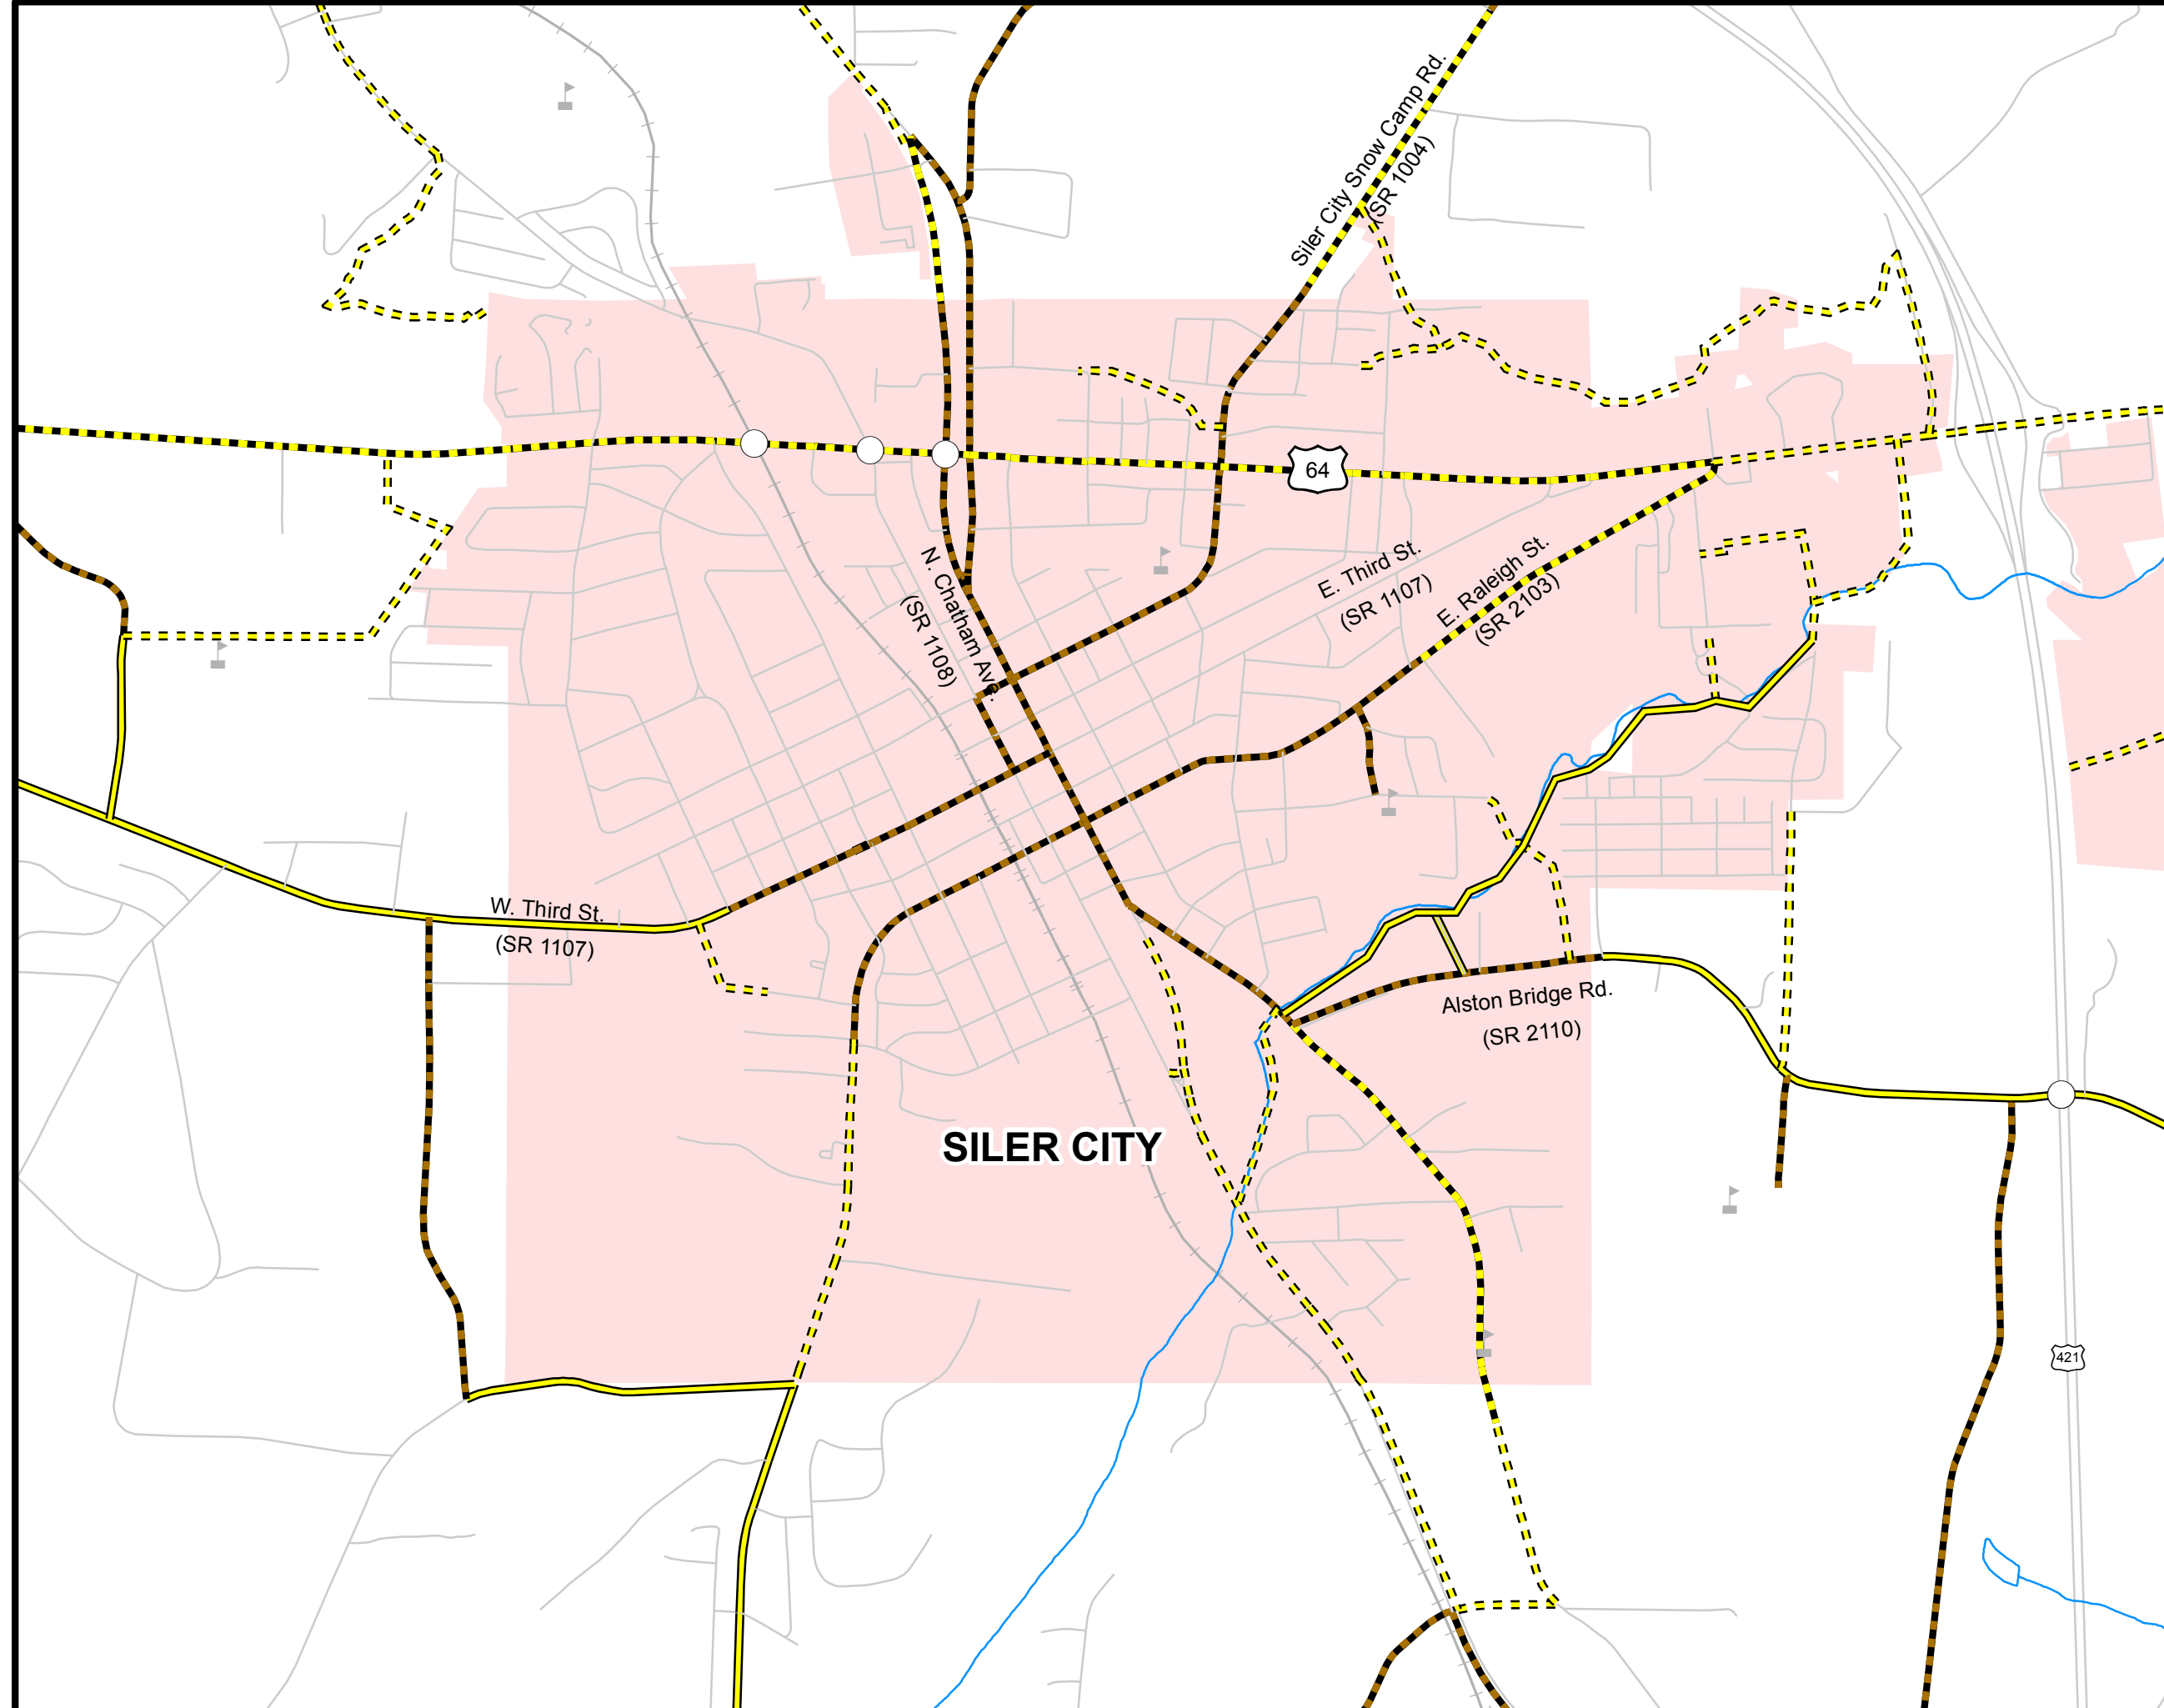 Siler City Snow Camp Rd.
(SR 1004)
64
N. Chatham Ave.
(SR 1108)
E. Third St.
(SR 1107)
E. Raleigh St.
(SR 2103)
W. Third St.
(SR 1107)
Alston Bridge Rd.
(SR 2110)
SILER CITY
421